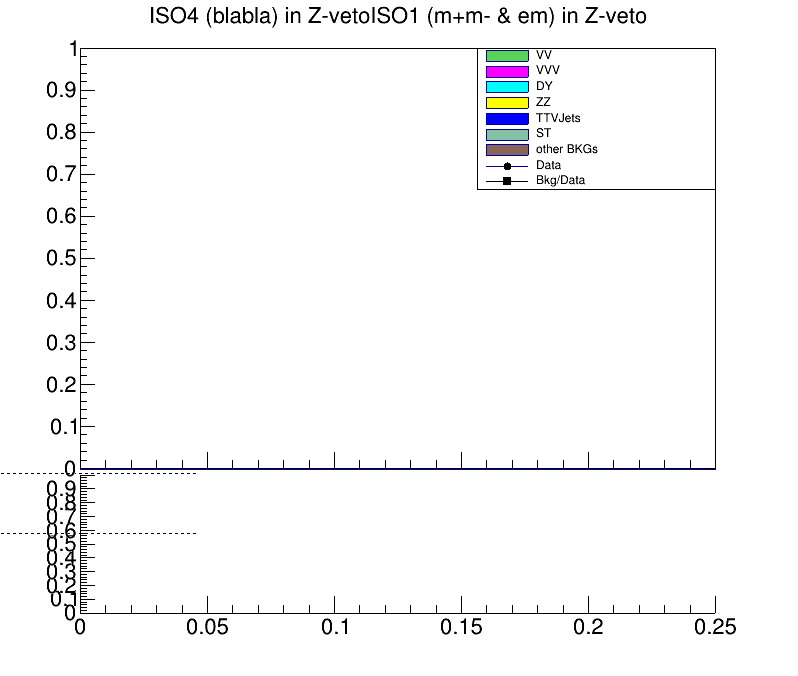 ISO4 (blabla) in Z-vetoISO1 (m+m- & em) in Z-veto
1
VV
0.9
VVV
DY
ZZ
0.8
TTVJets
ST
other BKGs
Data
0.7
Bkg/Data
0.6
0.5
0.4
0.3
0.2
0.1
0
0.9
0.8
0.7
0.6
0.5
0.4
0.3
0.2
0.1
0
0 0.05 0.1 0.15 0.2 0.25